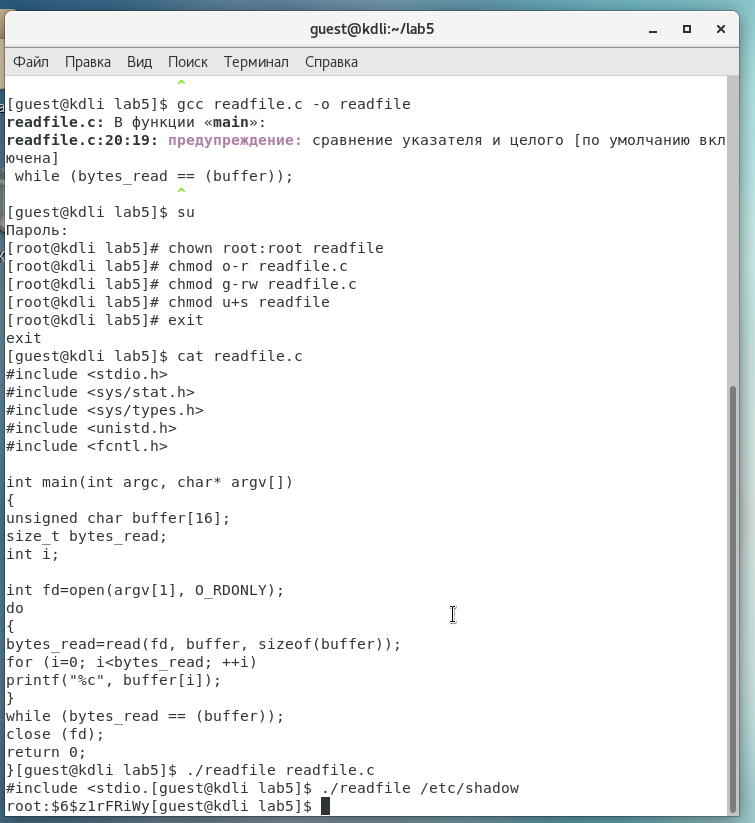 guest@kdli:~/lab5
Файл Правка Вид Поиск Терминал Справка
^
[guest@kdli lab5]$ gcc readfile.c -o readfile
readfile.c: В функции «main»:
readfile.c:20:19: предупреждение: сравнение указателя и целого [по умолчанию вкл
ючена]
 while (bytes_read == (buffer));
^
[guest@kdli lab5]$ su
Пароль:
[root@kdli lab5]# chown root:root readfile
[root@kdli lab5]# chmod o-r readfile.c
[root@kdli lab5]# chmod g-rw readfile.c
[root@kdli lab5]# chmod u+s readfile
[root@kdli lab5]# exit
exit
[guest@kdli lab5]$ cat readfile.c
#include <stdio.h>
#include <sys/stat.h>
#include <sys/types.h>
#include <unistd.h>
#include <fcntl.h>

int main(int argc, char* argv[])
{
unsigned char buffer[16];
size_t bytes_read;
int i;

int fd=open(argv[1], O_RDONLY);
do
{
bytes_read=read(fd, buffer, sizeof(buffer));
for (i=0; i<bytes_read; ++i)
printf("%c", buffer[i]);
}
while (bytes_read == (buffer));
close (fd);
return 0;
}[guest@kdli lab5]$ ./readfile readfile.c
#include <stdio.[guest@kdli lab5]$ ./readfile /etc/shadow
root:$6$z1rFRiWy[guest@kdli lab5]$